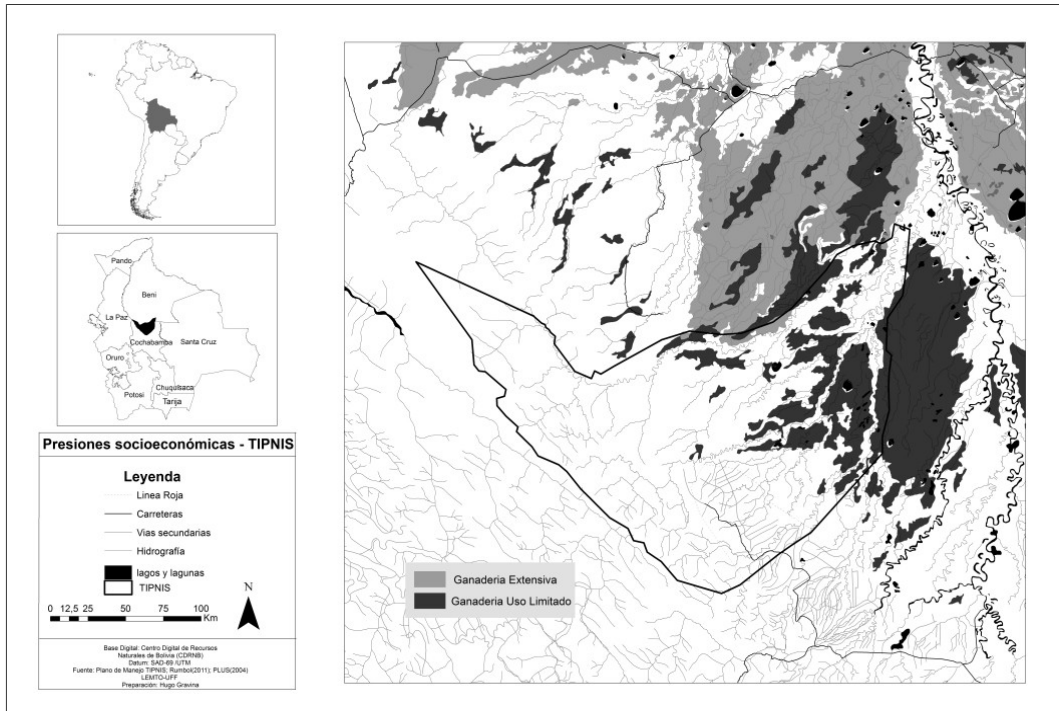 Pando
Beni
La Paz
Cochabamba
Santa Cruz
Oruro
Chuquisaca
Potosí
Tarija
Presiones socioeconómicas - TIPNIS
Leyenda
Linea Roja
Carreteras
Vias secundarias
Hidrografía
lagos y lagunas
TIPNIS
N
0 12,5 25 50 75 100
Km
Base Digital: Centro Digital de Recursos
Naturales de Bolivia (CDRNB)
Datum: SAD-69 /UTM
Fuente: Plano de Manejo TIPNIS; Rumbol(2011); PLUS(2004)
LEMTO-UFF
Preparación: Hugo Gravina
Ganaderia Extensiva
Ganaderia Uso Limitado